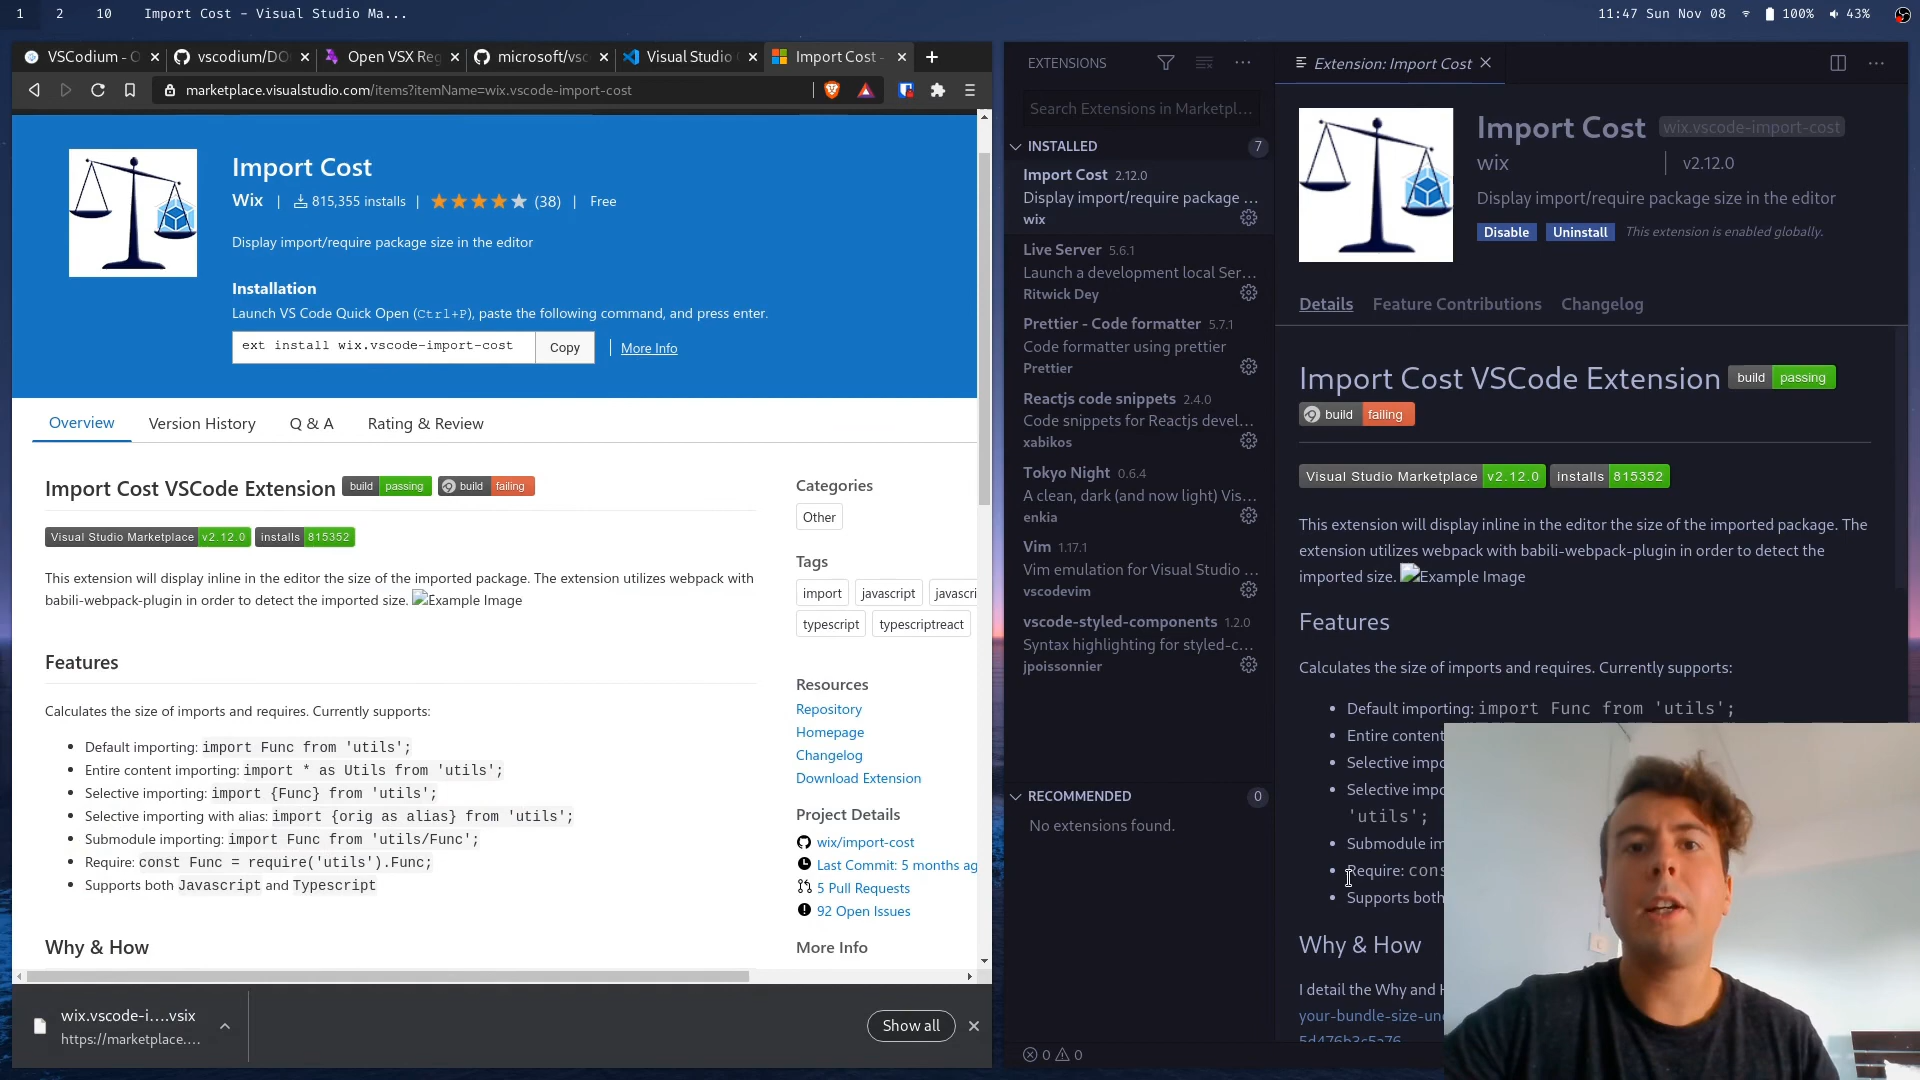 1 2 10 Import Cost - Visual Studio Ma...
11:47 Sun Nov 08 100% 43%
VSCodium - O
vscodium/DO
Open VSX Reg
microsoft/vsc
Visual Studio
Import Cost -
marketplace.visualstudio.com/items?itemName=wix.vscode-import-cost
Import Cost
Wix | 815,355 installs | (38) | Free
Display import/require package size in the editor
Installation
Launch VS Code Quick Open (Ctrl+P), paste the following command, and press enter.
ext install wix.vscode-import-cost
Copy
More Info
Overview
Version History
Q & A
Rating & Review
Import Cost VSCode Extension build passing build failing
Visual Studio Marketplace v2.12.0 installs 815352
This extension will display inline in the editor the size of the imported package. The extension utilizes webpack with
babili-webpack-plugin in order to detect the imported size. Example Image
Features
Calculates the size of imports and requires. Currently supports:
• Default importing: import Func from 'utils';
• Entire content importing: import * as Utils from 'utils';
• Selective importing: import {Func} from 'utils';
• Selective importing with alias: import {orig as alias} from 'utils';
• Submodule importing: import Func from 'utils/Func';
• Require: const Func = require('utils').Func;
• Supports both Javascript and Typescript
Why & How
Categories
Other
Tags
import javascript javascri
typescript typescriptreact
Resources
Repository
Homepage
Changelog
Download Extension
Project Details
wix/import-cost
Last Commit: 5 months ag
5 Pull Requests
92 Open Issues
More Info
wix.vscode-i....vsix
https://marketplace....
Show all
EXTENSIONS
Search Extensions in Marketpl...
INSTALLED 7
Import Cost 2.12.0
Display import/require package ...
wix
Live Server 5.6.1
Launch a development local Ser...
Ritwick Dey
Prettier - Code formatter 5.7.1
Code formatter using prettier
Prettier
Reactjs code snippets 2.4.0
Code snippets for Reactjs devel...
xabikos
Tokyo Night 0.6.4
A clean, dark (and now light) Vis...
enkia
Vim 1.17.1
Vim emulation for Visual Studio ...
vscodevim
vscode-styled-components 1.2.0
Syntax highlighting for styled-c...
jpoissonnier
RECOMMENDED 0
No extensions found.
0 0
Extension: Import Cost
Import Cost wix.vscode-import-cost
wix | v2.12.0
Display import/require package size in the editor
Disable Uninstall This extension is enabled globally.
Details Feature Contributions Changelog
Import Cost VSCode Extension build passing
build failing
Visual Studio Marketplace v2.12.0 installs 815352
This extension will display inline in the editor the size of the imported package. The
extension utilizes webpack with babili-webpack-plugin in order to detect the
imported size. Example Image
Features
Calculates the size of imports and requires. Currently supports:
• Default importing: import Func from 'utils';
• Entire content
• Selective impo
• Selective impo
'utils';
• Submodule im
• Require: cons
• Supports both
Why & How
I detail the Why and H
your-bundle-size-un
5d476b3c5a76